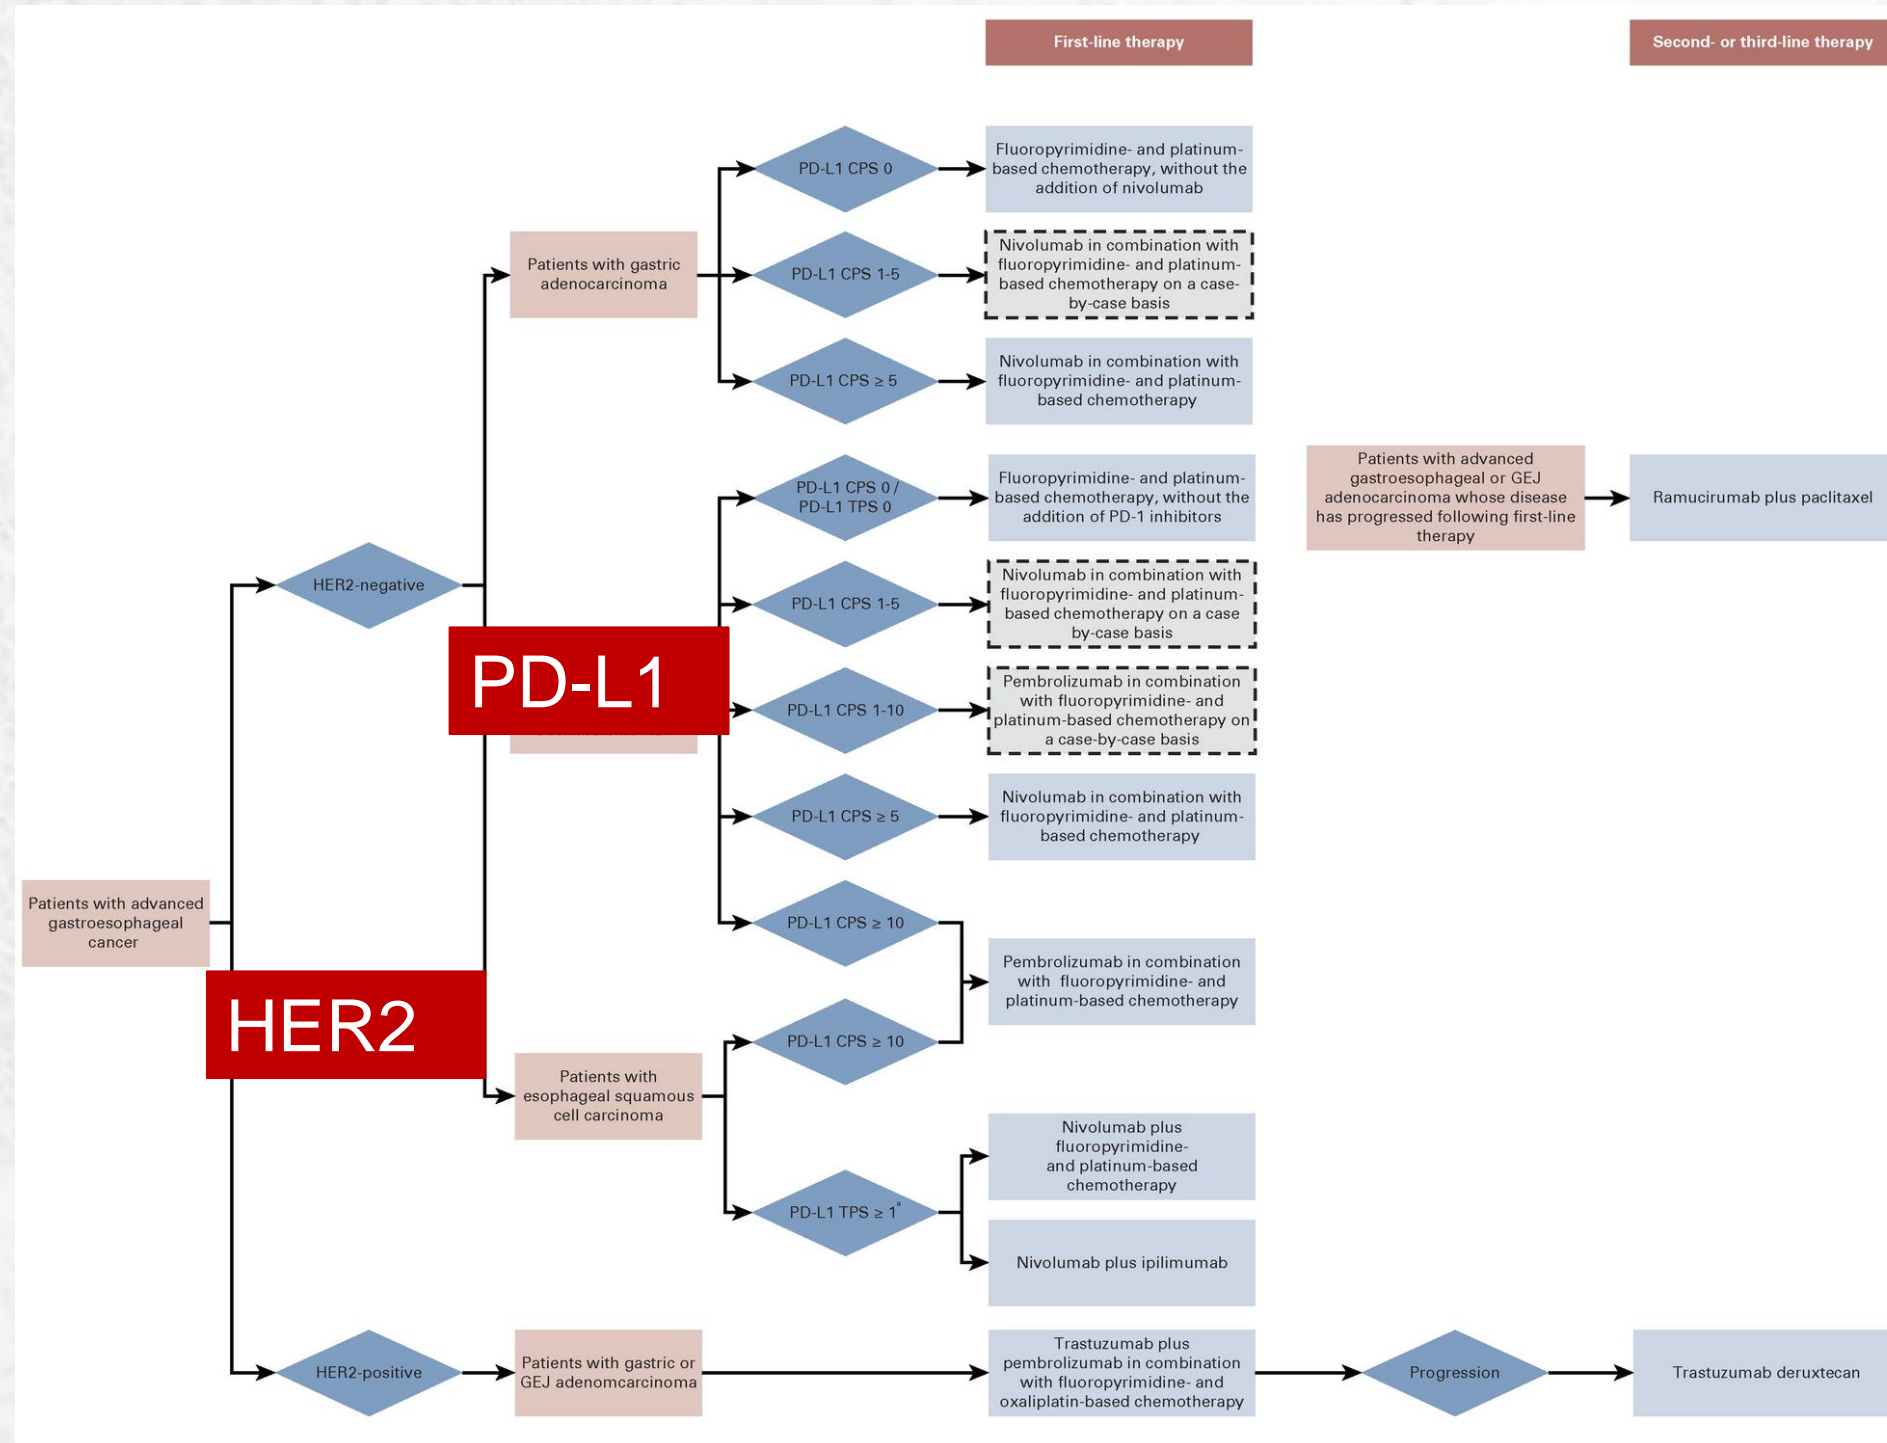 First-line therapy
Second- or third-line therapy
PD-L1 CPS 0
Fluoropyrimidine- and platinum-
based chemotherapy, without the
addition of nivolumab
Patients with gastric
adenocarcinoma
PD-L1 CPS 1-5
Nivolumab in combination with
fluoropyrimidine- and platinum-
based chemotherapy on a case-
by-case basis
PD-L1 CPS ≥ 5
Nivolumab in combination with
fluoropyrimidine- and platinum-
based chemotherapy
PD-L1 CPS 0 /
PD-L1 TPS 0
Fluoropyrimidine- and platinum-
based chemotherapy, without the
addition of PD-1 inhibitors
Patients with advanced
gastroesophageal or GEJ
adenocarcinoma whose disease
has progressed following first-line
therapy
Ramucirumab plus paclitaxel
HER2-negative
PD-L1 CPS 1-5
Nivolumab in combination with
fluoropyrimidine- and platinum-
based chemotherapy on a case
by-case basis
PD-L1
PD-L1 CPS 1-10
Pembrolizumab in combination
with fluoropyrimidine- and
platinum-based chemotherapy on
a case-by-case basis
PD-L1 CPS ≥ 5
Nivolumab in combination with
fluoropyrimidine- and platinum-
based chemotherapy
Patients with advanced
gastroesophageal
cancer
PD-L1 CPS ≥ 10
Pembrolizumab in combination
with fluoropyrimidine- and
platinum-based chemotherapy
HER2
PD-L1 CPS ≥ 10
Patients with
esophageal squamous
cell carcinoma
Nivolumab plus
fluoropyrimidine-
and platinum-based
chemotherapy
PD-L1 TPS ≥ 1*
Nivolumab plus ipilimumab
HER2-positive
Patients with gastric or
GEJ adenomcarcinoma
Trastuzumab plus
pembrolizumab in combination
with fluoropyrimidine- and
oxaliplatin-based chemotherapy
Progression
Trastuzumab deruxtecan